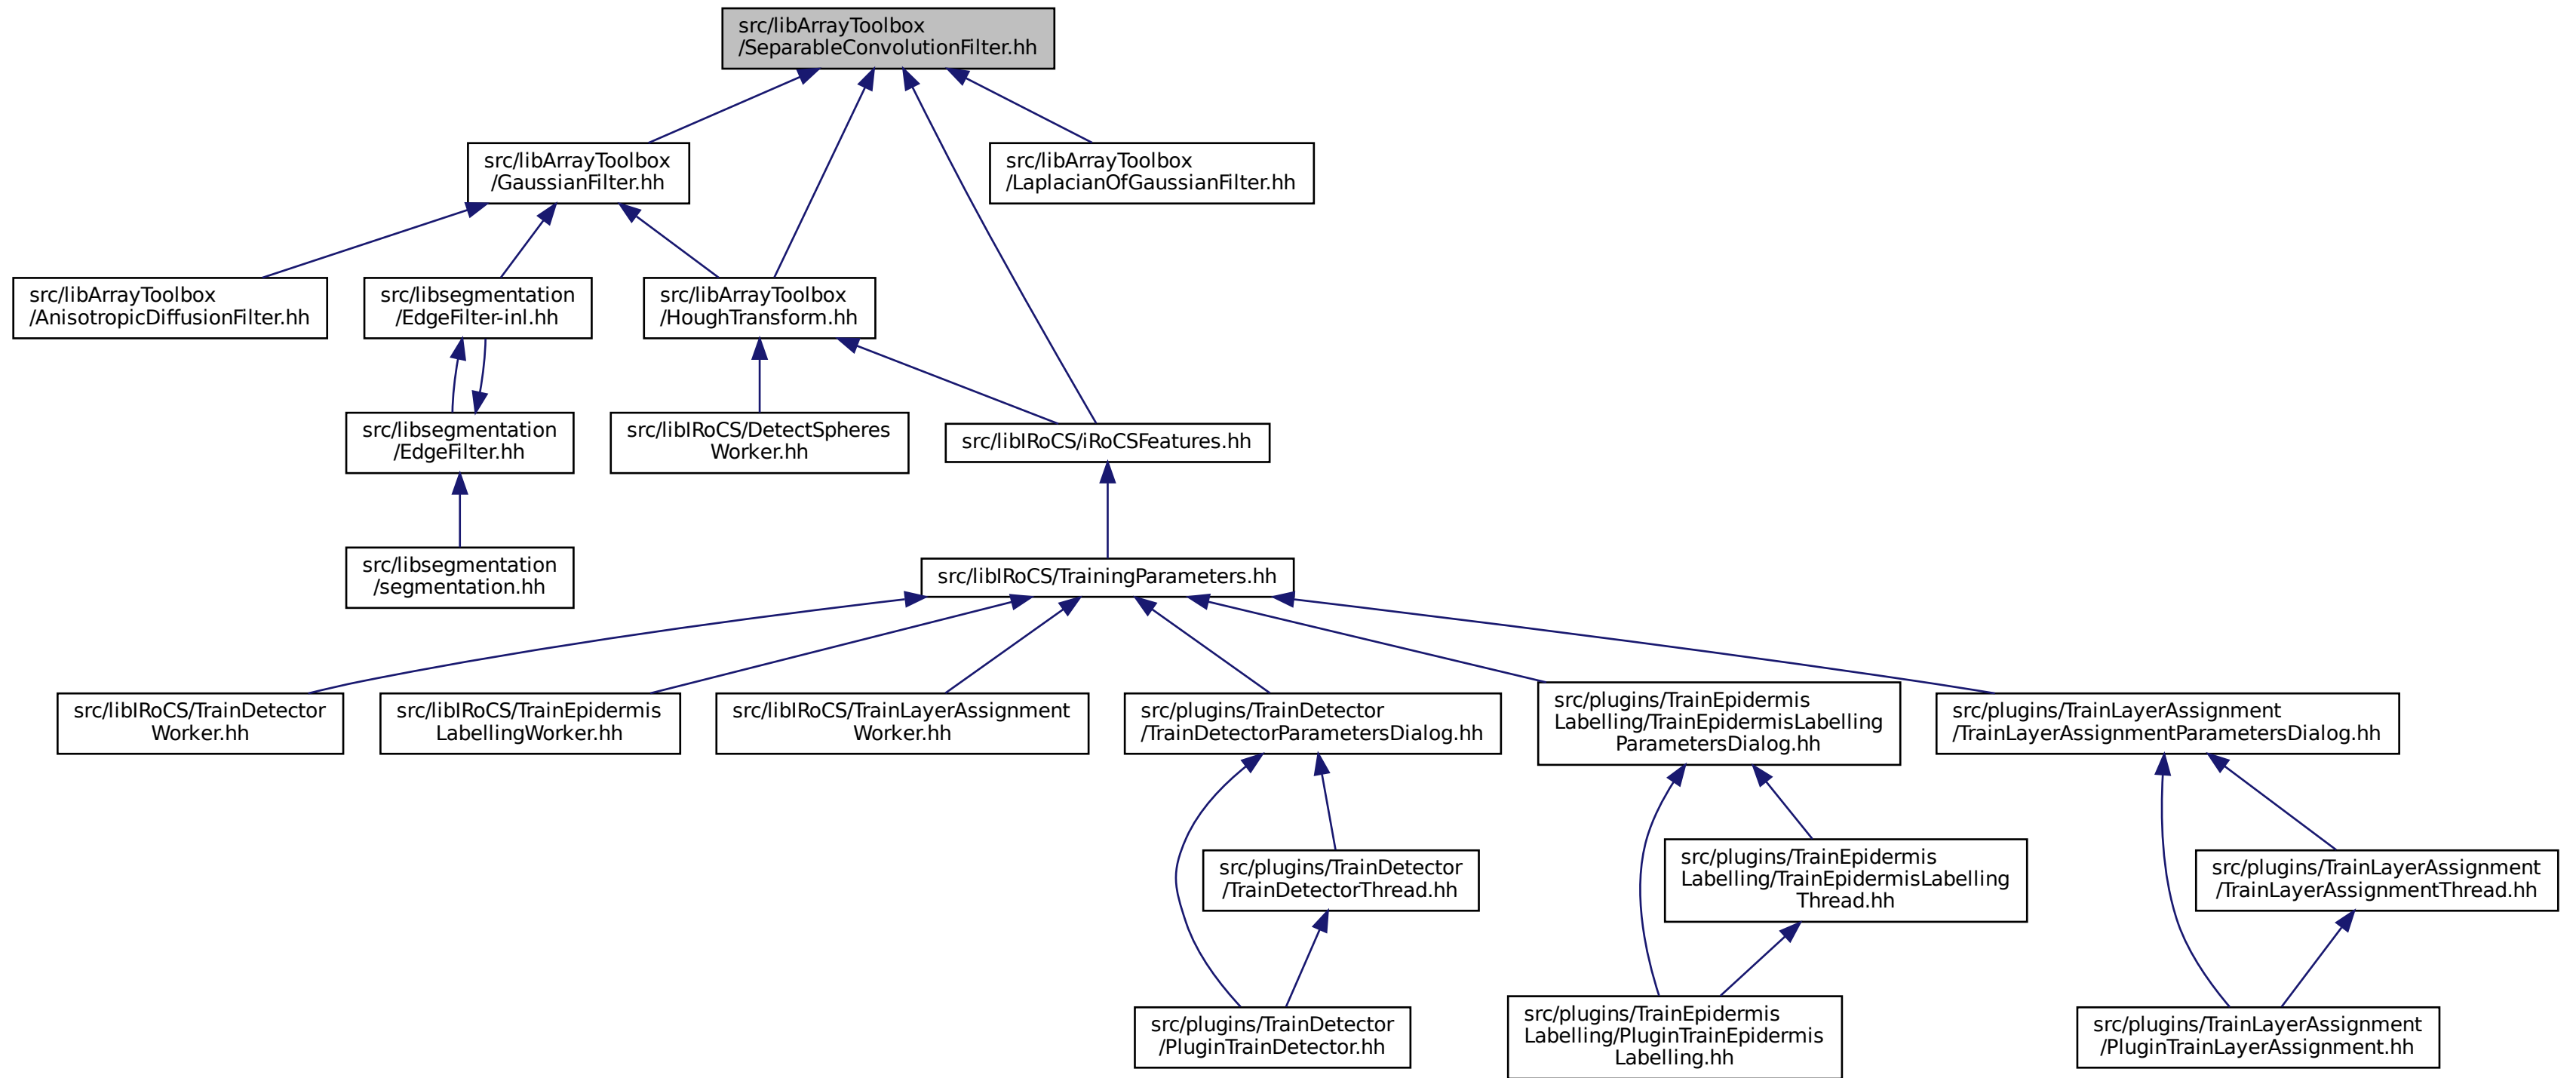 src/libArrayToolbox
/SeparableConvolutionFilter.hh
src/libArrayToolbox
/GaussianFilter.hh
src/libArrayToolbox
/LaplacianOfGaussianFilter.hh
src/libArrayToolbox
/AnisotropicDiffusionFilter.hh
src/libsegmentation
/EdgeFilter-inl.hh
src/libArrayToolbox
/HoughTransform.hh
src/libsegmentation
/EdgeFilter.hh
src/libIRoCS/DetectSpheres
Worker.hh
src/libIRoCS/iRoCSFeatures.hh
src/libsegmentation
/segmentation.hh
src/libIRoCS/TrainingParameters.hh
src/libIRoCS/TrainDetector
Worker.hh
src/libIRoCS/TrainEpidermis
LabellingWorker.hh
src/libIRoCS/TrainLayerAssignment
Worker.hh
src/plugins/TrainDetector
/TrainDetectorParametersDialog.hh
src/plugins/TrainEpidermis
Labelling/TrainEpidermisLabelling
ParametersDialog.hh
src/plugins/TrainLayerAssignment
/TrainLayerAssignmentParametersDialog.hh
src/plugins/TrainDetector
/TrainDetectorThread.hh
src/plugins/TrainEpidermis
Labelling/TrainEpidermisLabelling
Thread.hh
src/plugins/TrainLayerAssignment
/TrainLayerAssignmentThread.hh
src/plugins/TrainDetector
/PluginTrainDetector.hh
src/plugins/TrainEpidermis
Labelling/PluginTrainEpidermis
Labelling.hh
src/plugins/TrainLayerAssignment
/PluginTrainLayerAssignment.hh